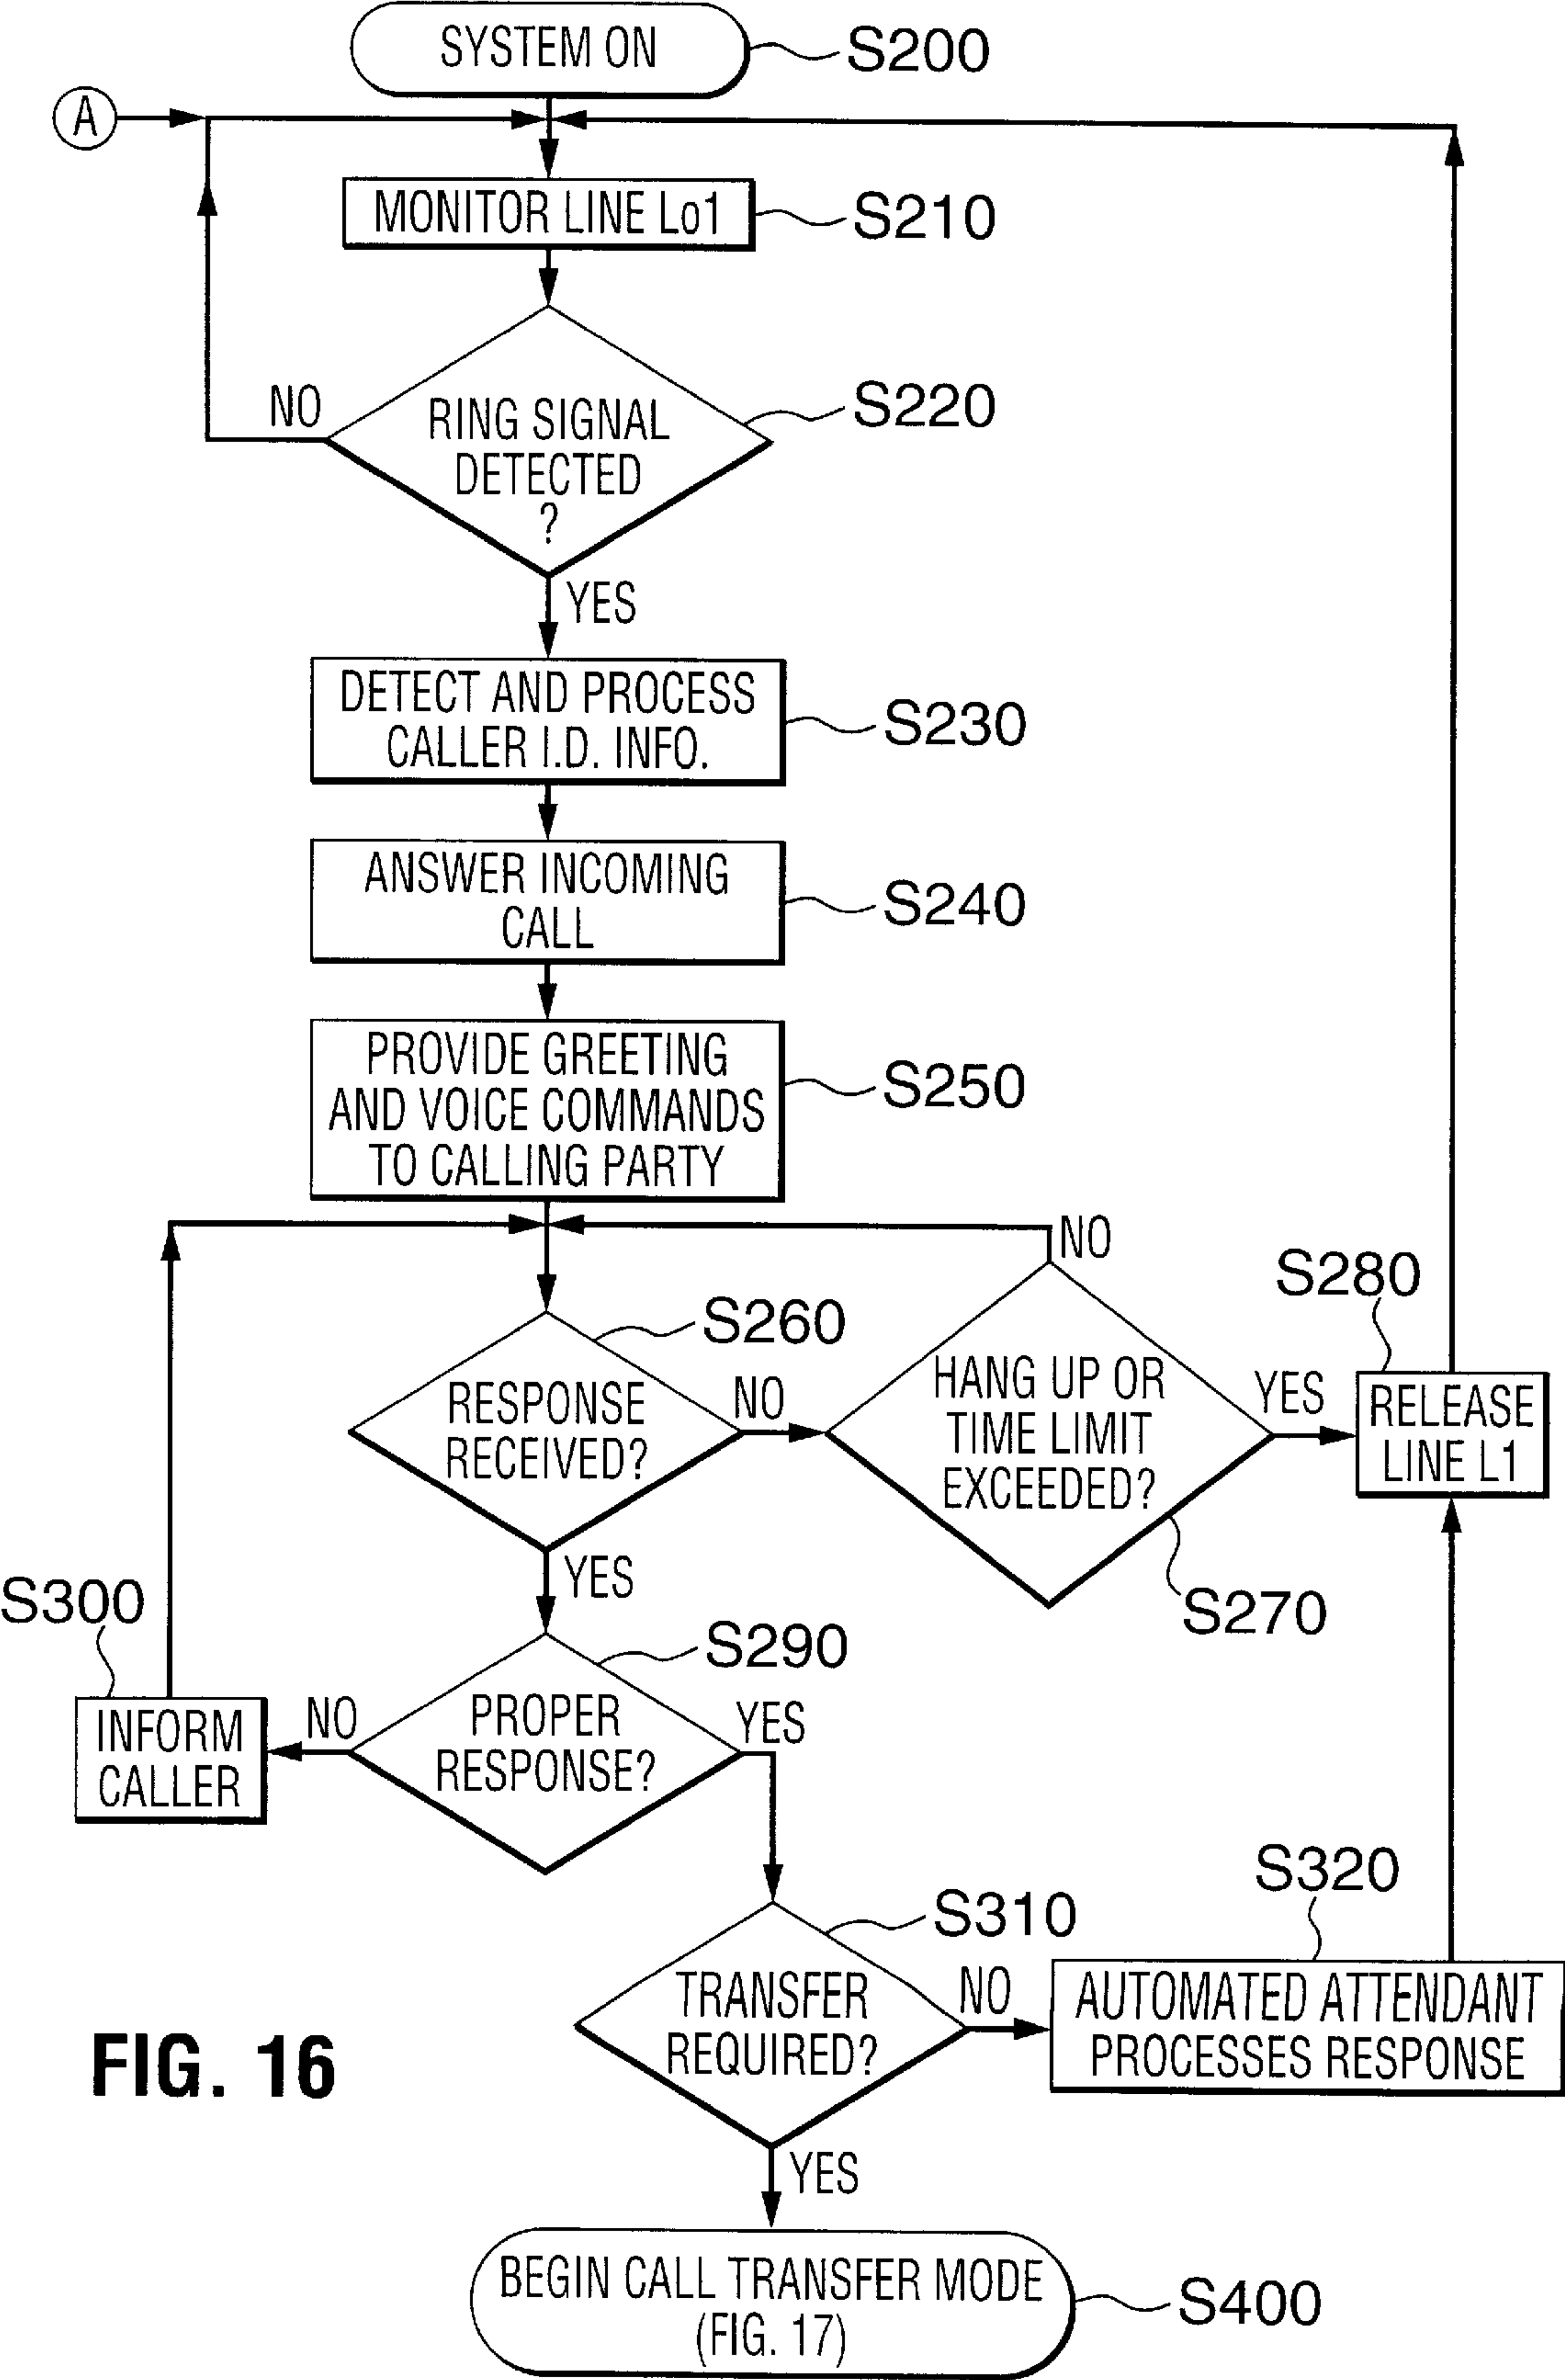 SYSTEM ON
S200
A
MONITOR LINE Lo1
S210
NO
RING SIGNAL
DETECTED
?
S220
YES
DETECT AND PROCESS
CALLER I.D. INFO.
S230
ANSWER INCOMING
CALL
S240
PROVIDE GREETING
AND VOICE COMMANDS
TO CALLING PARTY
S250
NO
S260
RESPONSE
RECEIVED?
NO
HANG UP OR
TIME LIMIT
EXCEEDED?
YES
S280
RELEASE
LINE L1
YES
S270
S300
S290
INFORM
CALLER
NO
PROPER
RESPONSE?
YES
S310
S320
TRANSFER
REQUIRED?
NO
AUTOMATED ATTENDANT
PROCESSES RESPONSE
FIG. 16
YES
BEGIN CALL TRANSFER MODE
(FIG. 17)
S400